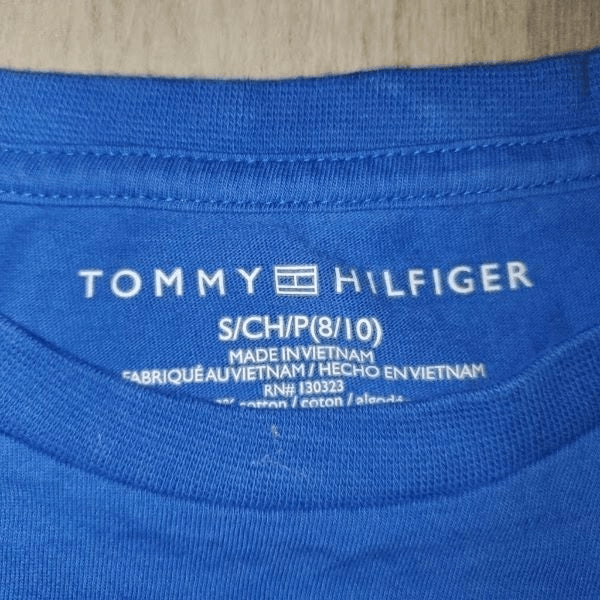 TOMMY HILFIGER
S/CH/P(8/10)
MADE IN VIETNAM
FABRIQUÉ AU VIETNAM / HECHO EN VIETNAM
RN# 130323
% cotton / coton /